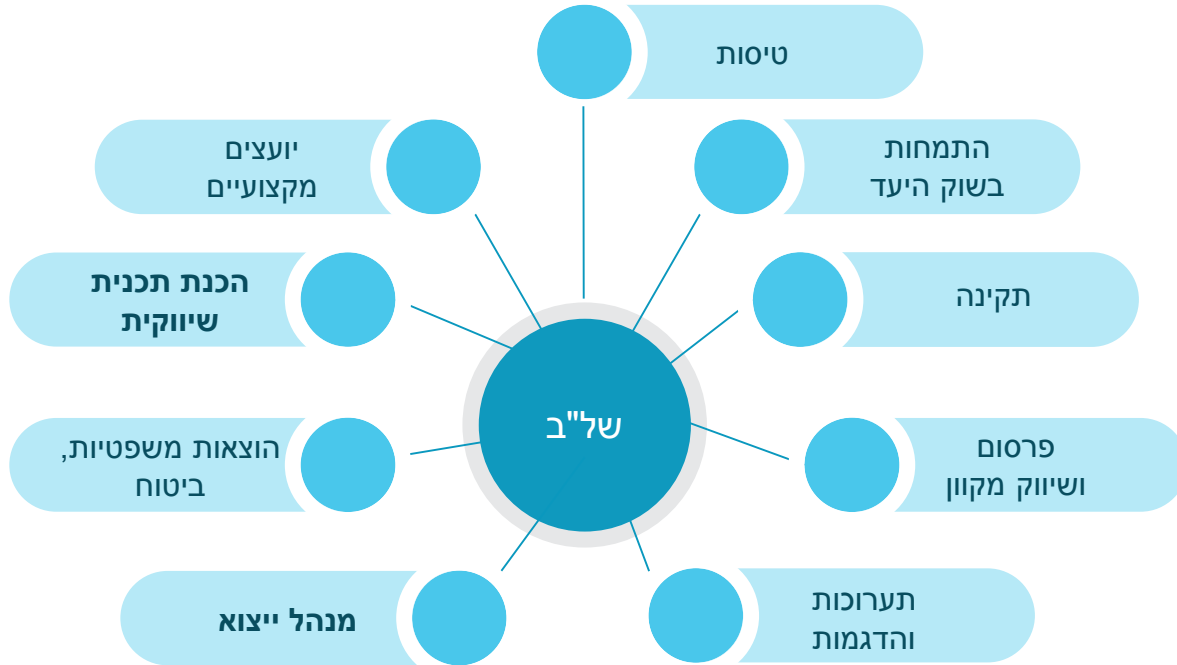 טיסות
התמחות
בשוק היעד
תקינה
פרסום
ושיווק מקוון
תערוכות
והדגמות
מנהל ייצוא
הוצאות משפטיות,
ביטוח
הכנת תכנית
שיווקית
יועצים
מקצועיים
של"ב